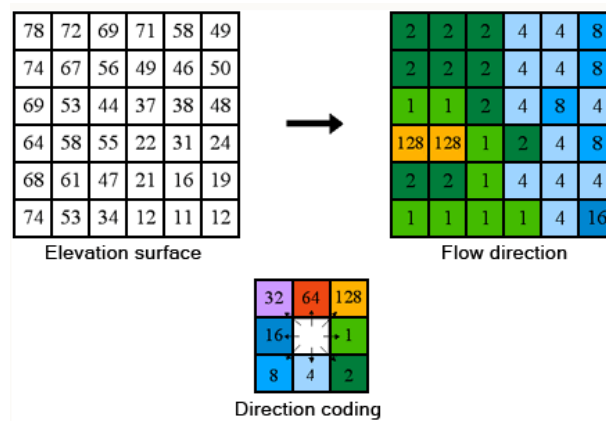 78 72 69 71 58 49 2 2 2 4 4 8
74 67 56 49 46 50 2 2 2 4 4 8
69 53 44 37 38 48 1 1 2 4 8 4
64 58 55 22 31 24 128 128 1 2 4 8
68 61 47 21 16 19 2 2 1 4 4 4
74 53 34 12 11 12 1 1 1 1 4 16
Elevation surface Flow direction
32 64 128
16 1
8 4 2
Direction coding